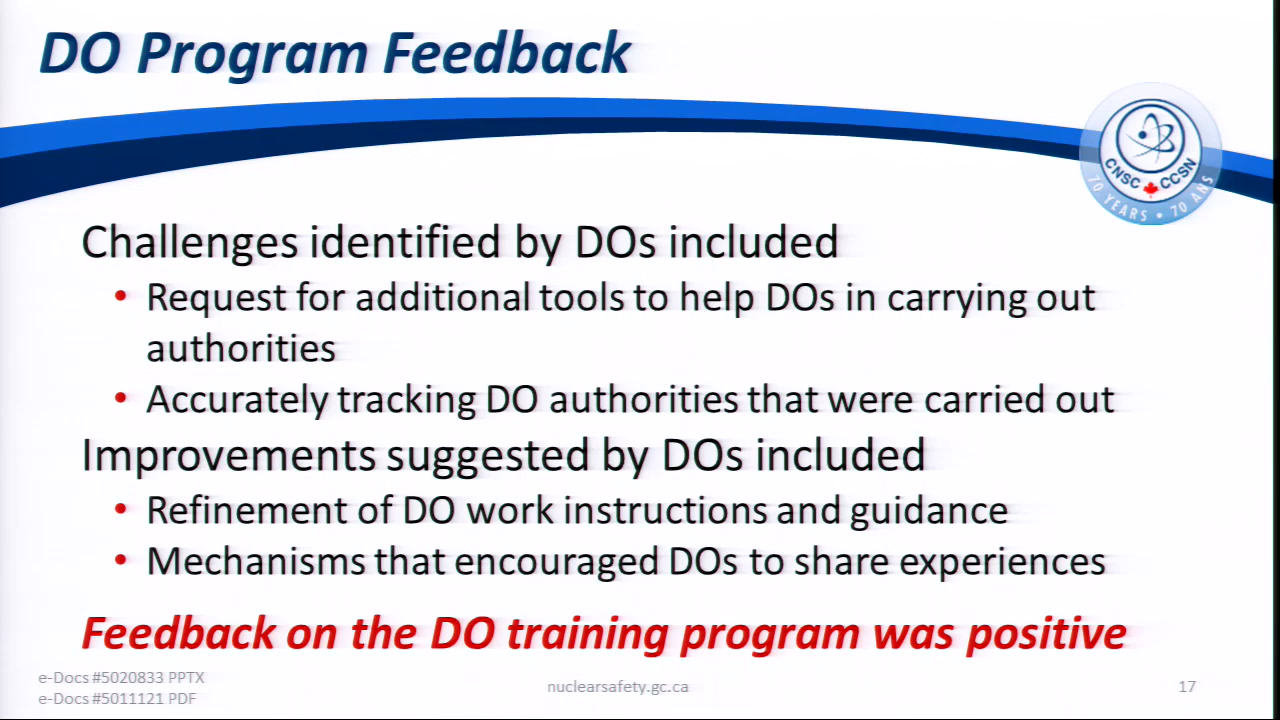 DO Program Feedback
CNSC CCSN
70 YEARS • 70 ANS
Challenges identified by DOs included
• Request for additional tools to help DOs in carrying out
authorities
• Accurately tracking DO authorities that were carried out
Improvements suggested by DOs included
• Refinement of DO work instructions and guidance
• Mechanisms that encouraged DOs to share experiences
Feedback on the DO training program was positive
e-Docs #5020833 PPTX
e-Docs #5011121 PDF
nuclearsafety.gc.ca
17